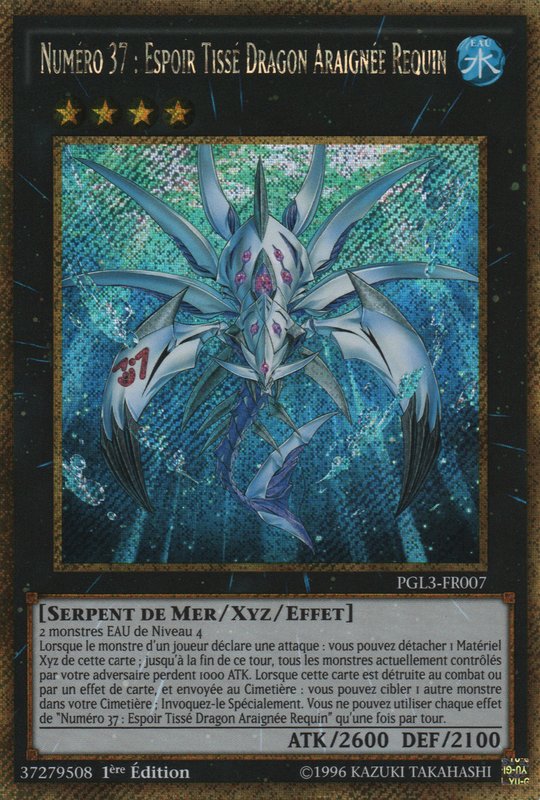 Numéro 37 : Espoir Tissé Dragon Araignée Requin
EAU
水
37
PGL3-FR007
[Serpent de Mer/Xyz/Effet]
2 monstres EAU de Niveau 4
Lorsque le monstre d'un joueur déclare une attaque : vous pouvez détacher 1 Matériel
Xyz de cette carte ; jusqu'à la fin de ce tour, tous les monstres actuellement contrôlés
par votre adversaire perdent 1000 ATK. Lorsque cette carte est détruite au combat ou
par un effet de carte, et envoyée au Cimetière : vous pouvez cibler 1 autre monstre
dans votre Cimetière ; Invoquez-le Spécialement. Vous ne pouvez utiliser chaque effet
de "Numéro 37 : Espoir Tissé Dragon Araignée Requin" qu'une fois par tour.
ATK/2600 DEF/2100
37279508 1ère Édition ©1996 KAZUKI TAKAHASHI